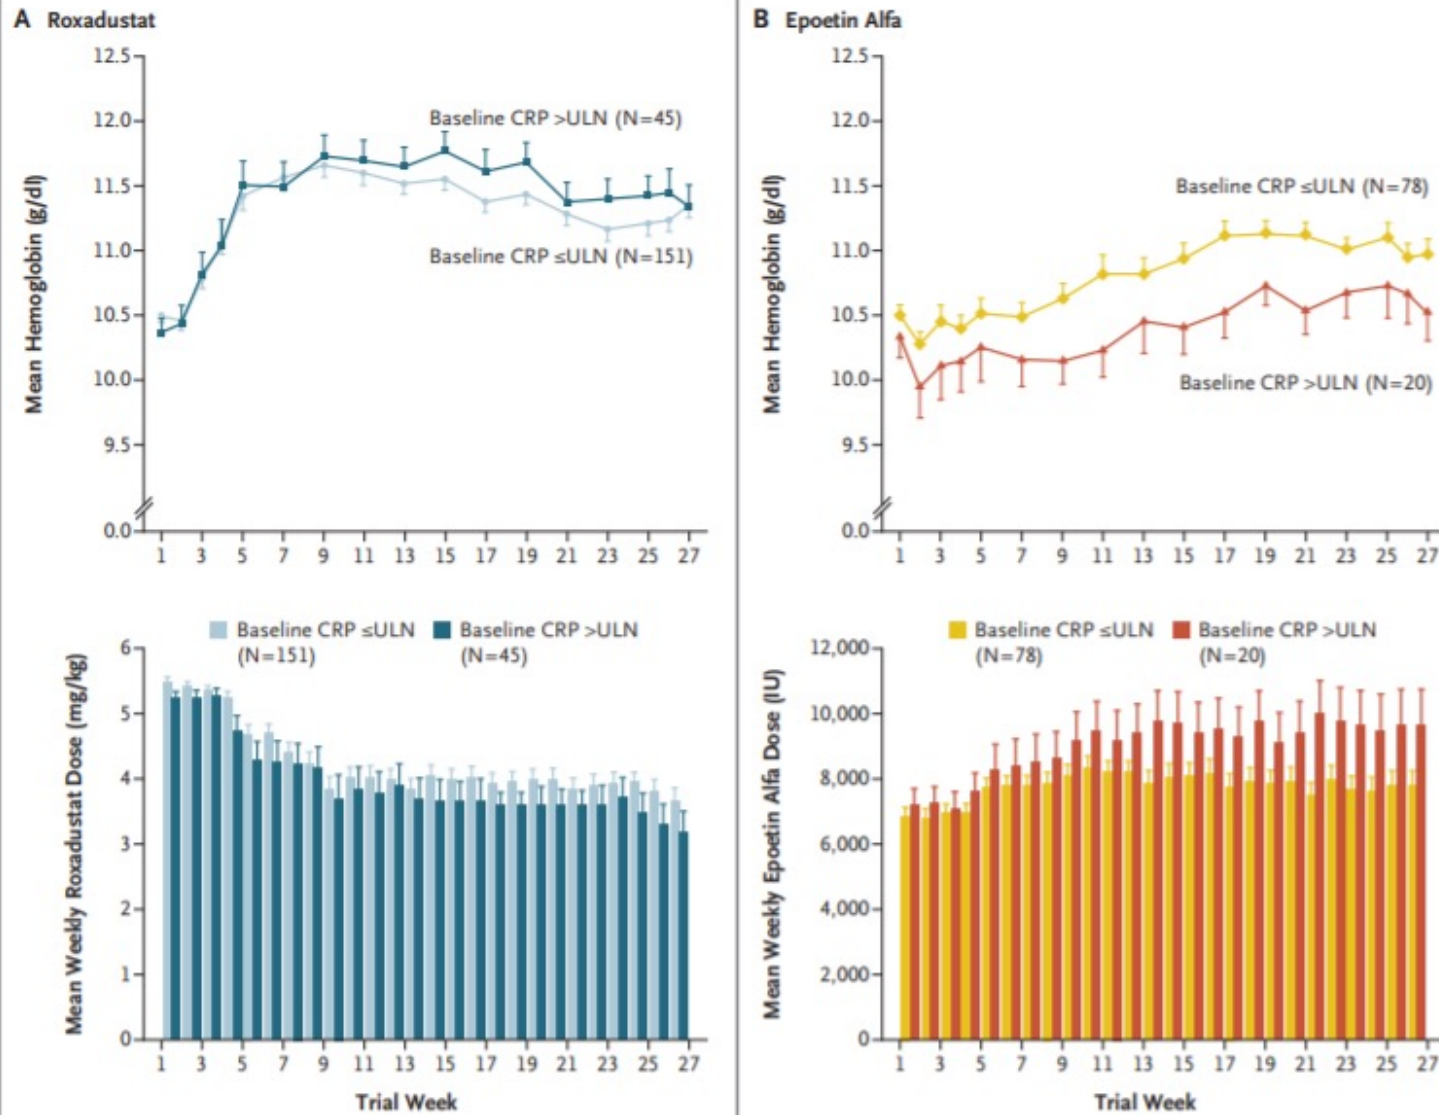 A Roxadustat
Mean Hemoglobin (g/dl)
12.5
12.0
11.5
11.0
10.5
10.0
9.5
0.0
Baseline CRP >ULN (N=45)
Baseline CRP ≤ULN (N=151)
1 3 5 7 9 11 13 15 17 19 21 23 25 27
Baseline CRP ≤ULN (N=151)
Baseline CRP >ULN (N=45)
Mean Weekly Roxadustat Dose (mg/kg)
6
5
4
3
2
1
0
1 3 5 7 9 11 13 15 17 19 21 23 25 27
Trial Week
B Epoetin Alfa
Mean Hemoglobin (g/dl)
12.5
12.0
11.5
11.0
10.5
10.0
9.5
0.0
Baseline CRP ≤ULN (N=78)
Baseline CRP >ULN (N=20)
1 3 5 7 9 11 13 15 17 19 21 23 25 27
Baseline CRP ≤ULN (N=78)
Baseline CRP >ULN (N=20)
Mean Weekly Epoetin Alfa Dose (IU)
12,000
10,000
8,000
6,000
4,000
2,000
0
1 3 5 7 9 11 13 15 17 19 21 23 25 27
Trial Week